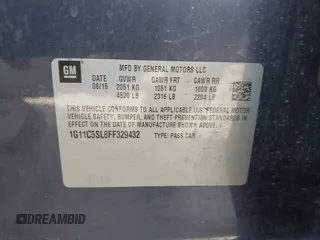 GM
MFD BY GENERAL MOTORS LLC
DATE GVWR GAWR FRT GAWR RR
06/15 2051 KG 1051 KG 1000 KG
4520 LB 2316 LB 2204 LB
THIS VEHICLE CONFORMS TO ALL APPLICABLE U.S. FEDERAL MOTOR
VEHICLE SAFETY, BUMPER, AND THEFT PREVENTION STANDARDS
IN EFFECT ON THE DATE OF MANUFACTURE SHOWN ABOVE.
1G11C5SL8FF329432 TYPE: PASS CAR
DREAMBID